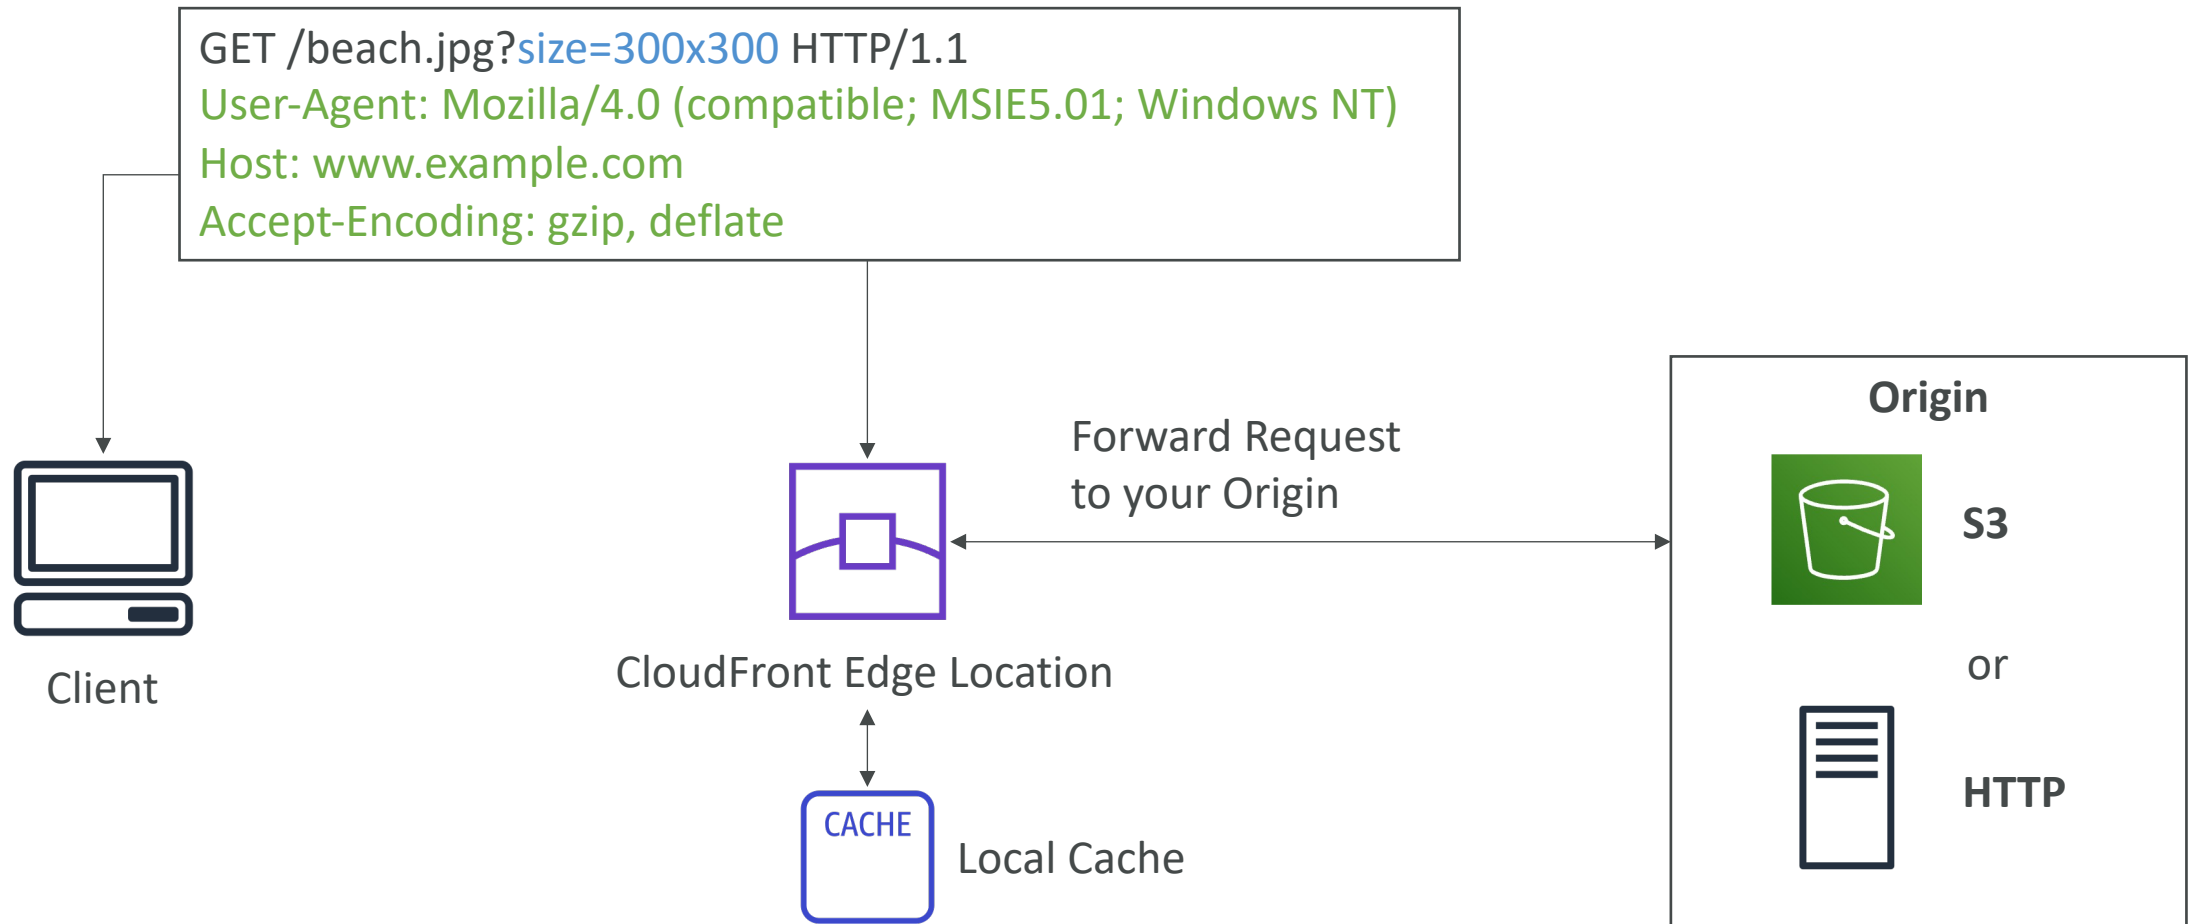 GET /beach.jpg?size=300x300 HTTP/1.1
User-Agent: Mozilla/4.0 (compatible; MSIE5.01; Windows NT)
Host: www.example.com
Accept-Encoding: gzip, deflate
Client
CloudFront Edge Location
Forward Request
to your Origin
Origin
S3
or
HTTP
CACHE
Local Cache